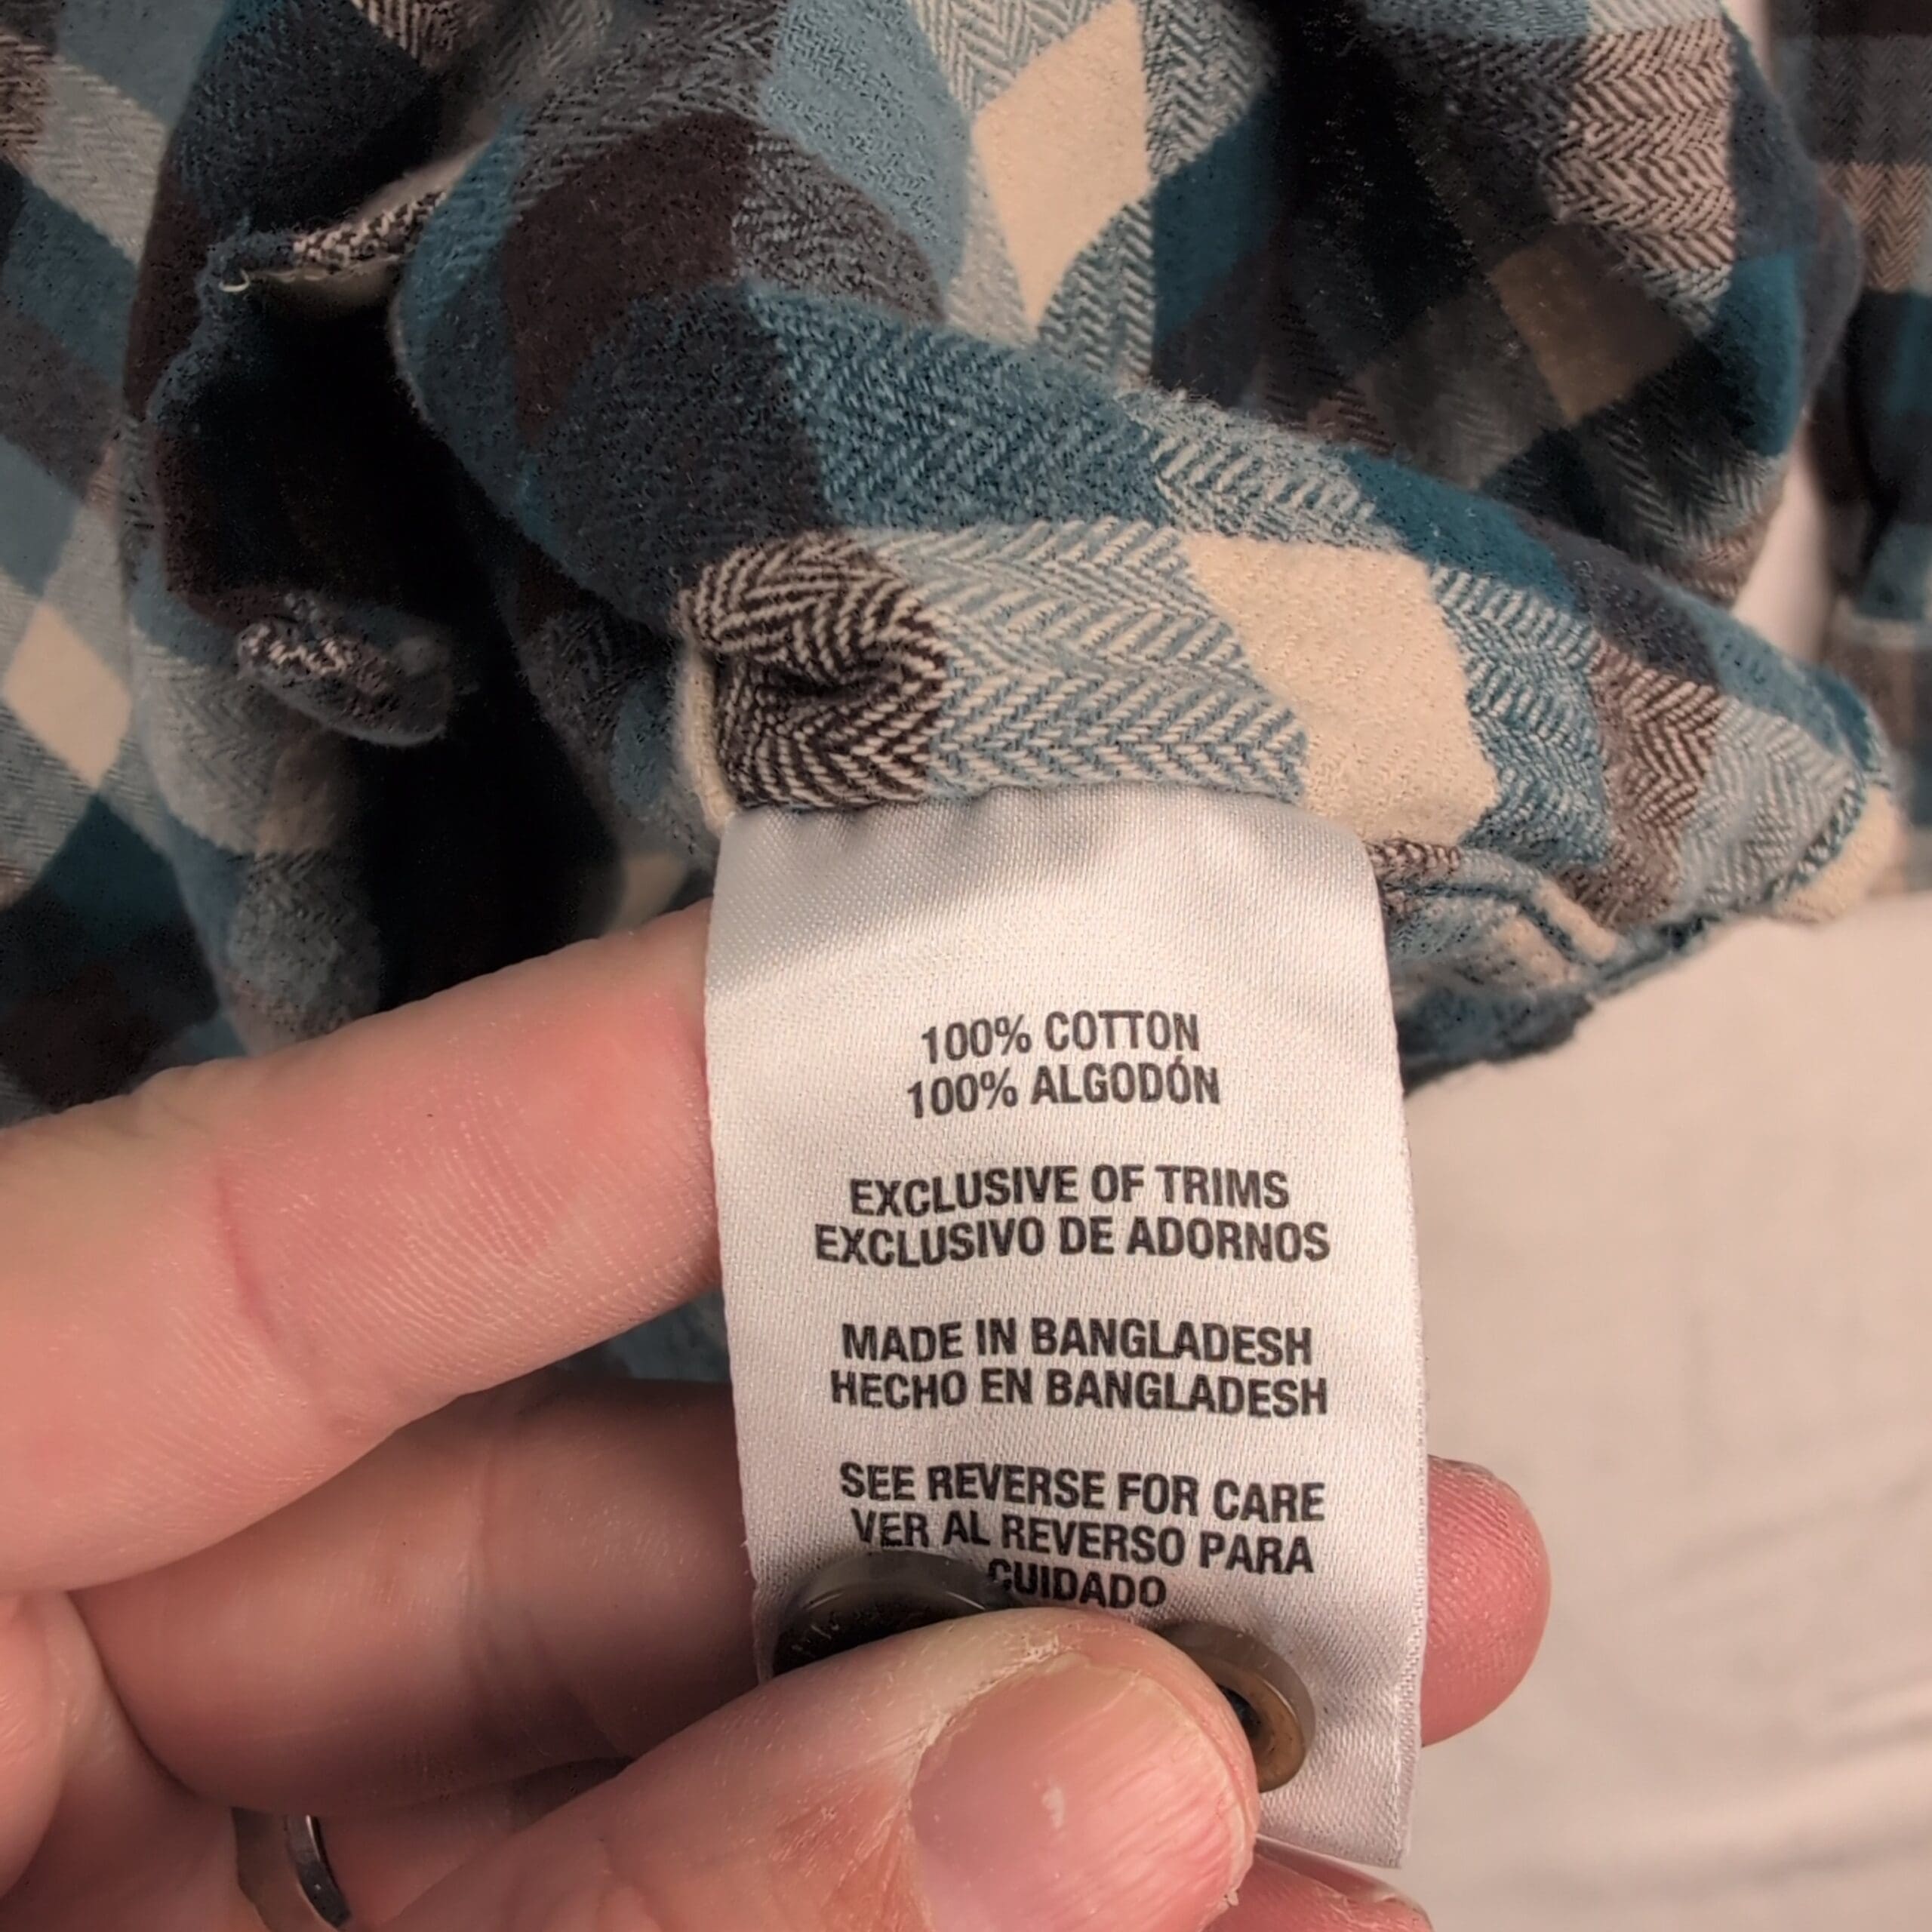 100% COTTON
100% ALGODÓN
EXCLUSIVE OF TRIMS
EXCLUSIVO DE ADORNOS
MADE IN BANGLADESH
HECHO EN BANGLADESH
SEE REVERSE FOR CARE
VER AL REVERSO PARA
CUIDADO